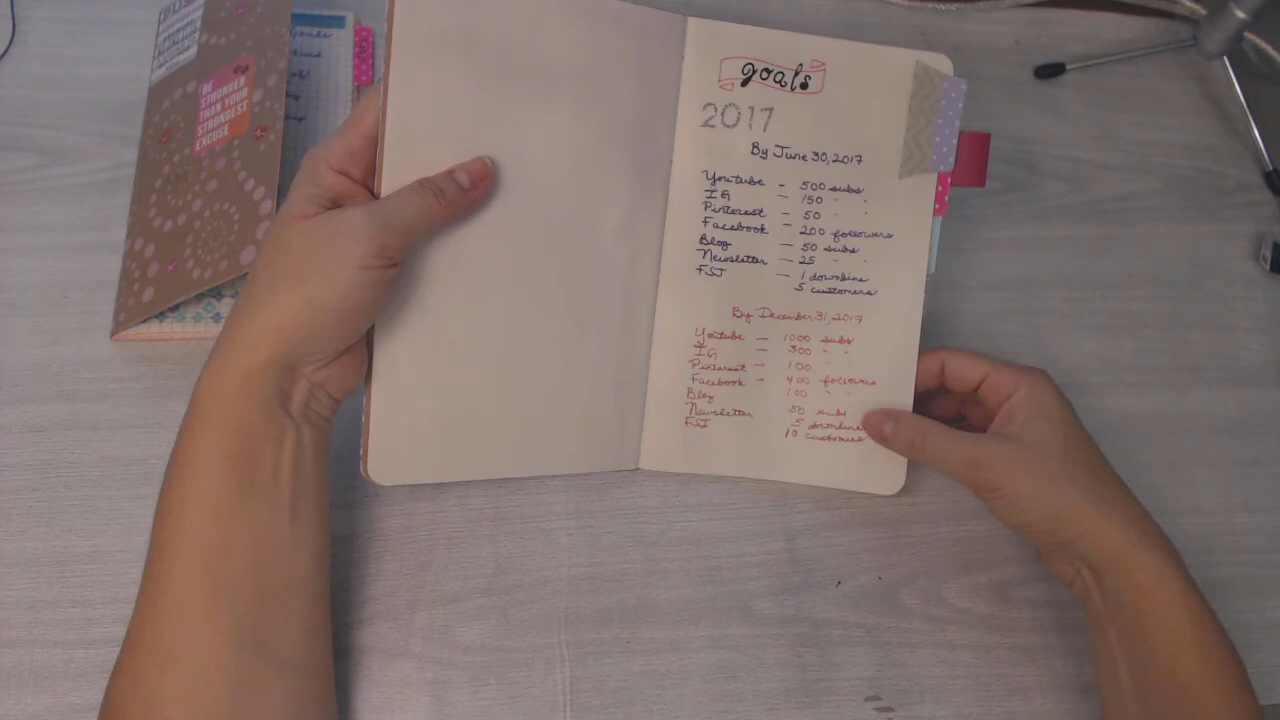 BE
STRONGER
THAN YOUR
STRONGEST
EXCUSE
Goals
goals
2017
By June 30, 2017
Youtube - 500 subs
IG - 150 " "
Pinterest - 50 " "
Facebook - 200 followers
Blog - 50 subs
Newsletter - 25 " "
FSJ - 1 downline
5 customers
By December 31, 2017
Youtube - 1000 subs
IG - 300 " "
Pinterest - 100 " "
Facebook - 400 followers
Blog 100 " "
Newsletter 50 subs
FSJ 5 downline
10 customers